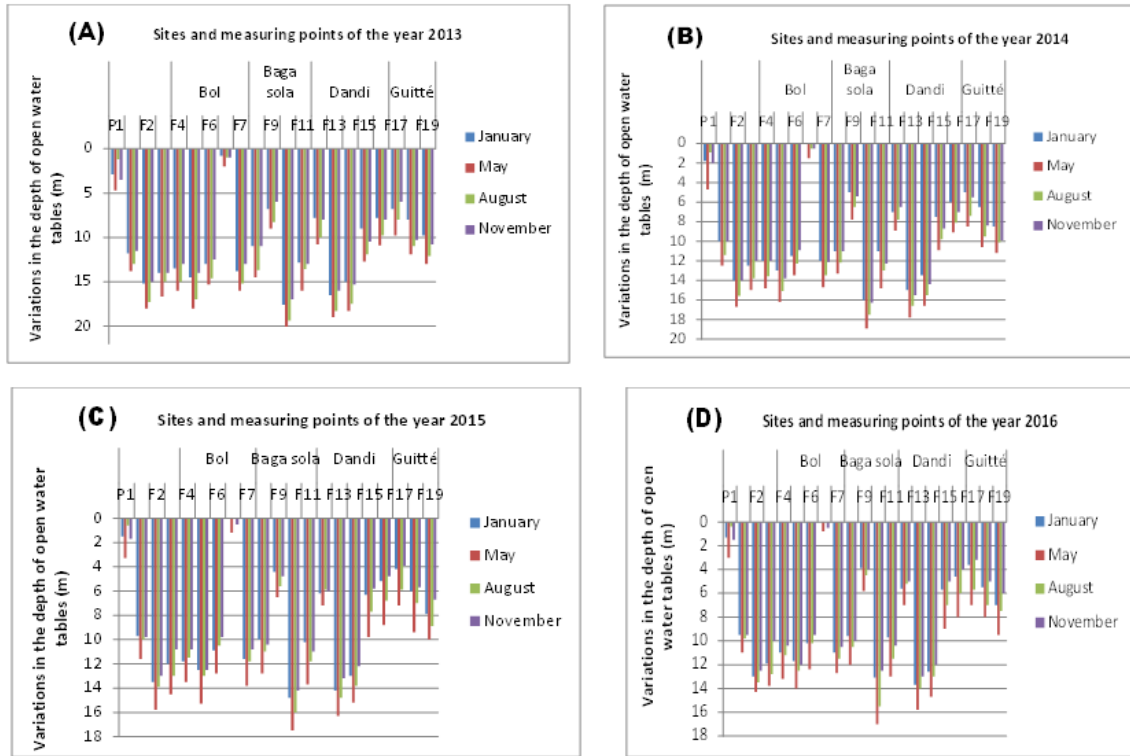 (A)
Sites and measuring points of the year 2013
Baga
Bol sola Dandi Guitté
P1 F2 F4 F6 F7 F9 F11 F13 F15 F17 F19
0
5
10
15
20
Variations in the depth of open water
tables (m)
January
May
August
November
(B)
Sites and measuring points of the year 2014
Baga
Bol sola Dandi Guitté
P1 F2 F4 F6 F7 F9 F11 F13 F15 F17 F19
0
2
4
6
8
10
12
14
16
18
20
Variations in the depth of open water
tables (m)
January
May
August
November
(C)
Sites and measuring points of the year 2015
Bol Baga sola Dandi Guitté
P1 F2 F4 F6 F7 F9 F11 F13 F15 F17 F19
0
2
4
6
8
10
12
14
16
18
Variations in the depth of open water
tables (m)
January
May
August
November
(D)
Sites and measuring points of the year 2016
Bol Baga sola Dandi Guitté
P1 F2 F4 F6 F7 F9 F11 F13 F15 F17 F19
0
2
4
6
8
10
12
14
16
18
Variations in the depth of open
water tables (m)
January
May
August
November